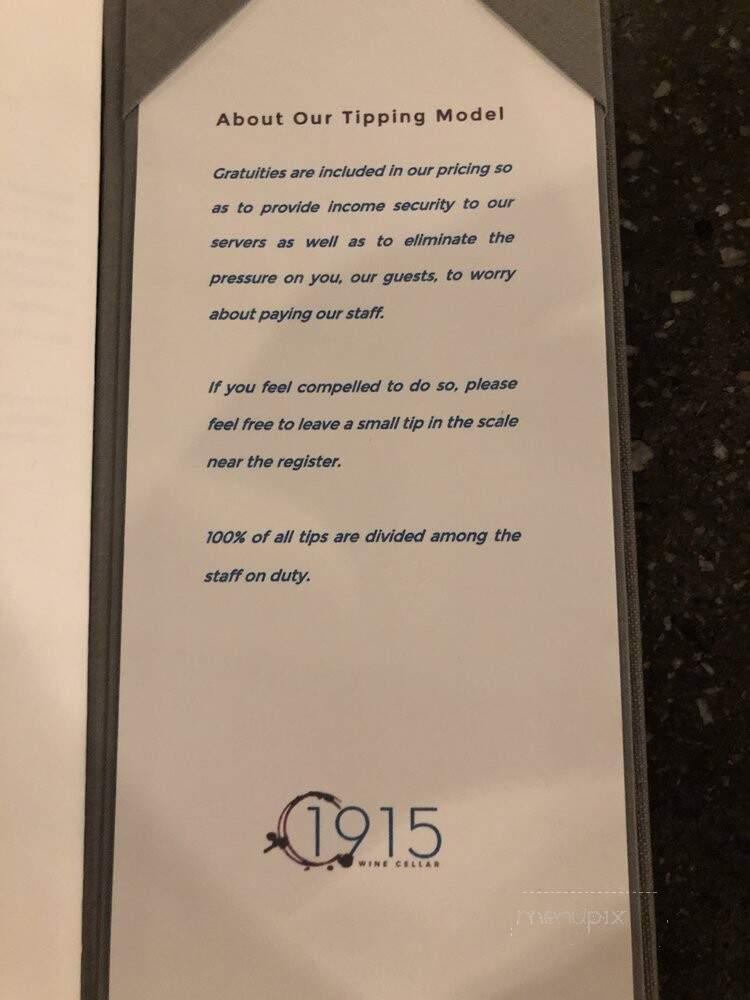 About Our Tipping Model
Gratuities are included in our pricing so
as to provide income security to our
servers as well as to eliminate the
pressure on you, our guests, to worry
about paying our staff.
If you feel compelled to do so, please
feel free to leave a small tip in the scale
near the register.
100% of all tips are divided among the
staff on duty.
1915
WINE CELLAR
menupix